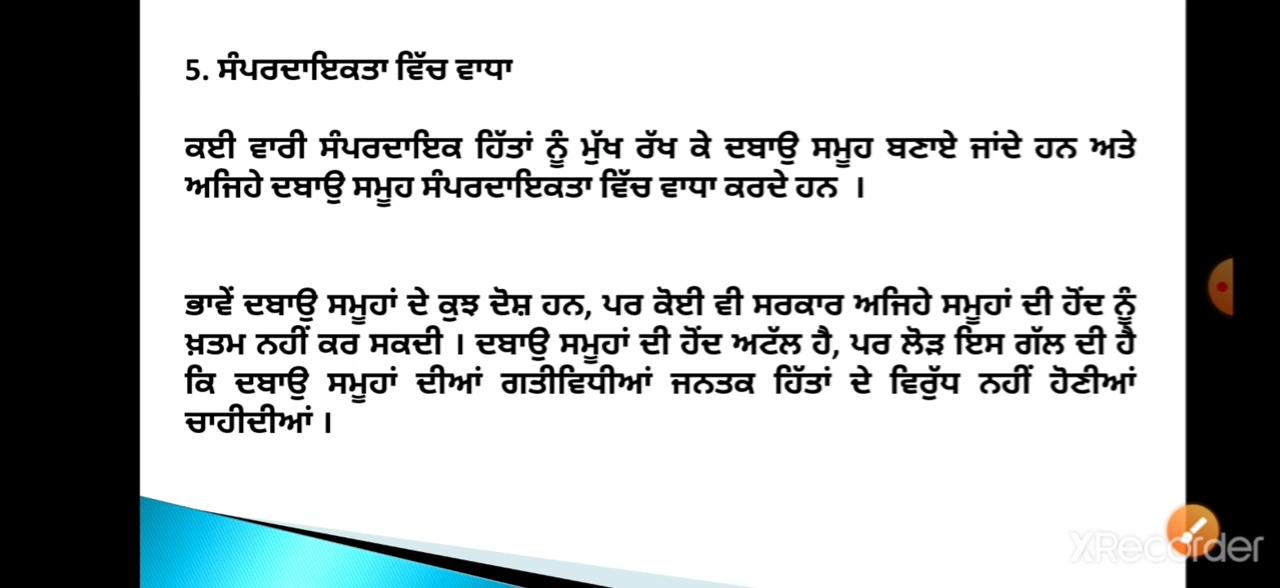 5. ਸੰਪਰਦਾਇਕਤਾ ਵਿੱਚ ਵਾਧਾ
ਕਈ ਵਾਰੀ ਸੰਪਰਦਾਇਕ ਹਿੱਤਾਂ ਨੂੰ ਮੁੱਖ ਰੱਖ ਕੇ ਦਬਾਉ ਸਮੂਹ ਬਣਾਏ ਜਾਂਦੇ ਹਨ ਅਤੇ
ਅਜਿਹੇ ਦਬਾਉ ਸਮੂਹ ਸੰਪਰਦਾਇਕਤਾ ਵਿੱਚ ਵਾਧਾ ਕਰਦੇ ਹਨ ।
ਭਾਵੇਂ ਦਬਾਉ ਸਮੂਹਾਂ ਦੇ ਕੁਝ ਦੋਸ਼ ਹਨ, ਪਰ ਕੋਈ ਵੀ ਸਰਕਾਰ ਅਜਿਹੇ ਸਮੂਹਾਂ ਦੀ ਹੋਂਦ ਨੂੰ
ਖ਼ਤਮ ਨਹੀਂ ਕਰ ਸਕਦੀ । ਦਬਾਉ ਸਮੂਹਾਂ ਦੀ ਹੋਂਦ ਅਟੱਲ ਹੈ, ਪਰ ਲੋੜ ਇਸ ਗੱਲ ਦੀ ਹੈ
ਕਿ ਦਬਾਉ ਸਮੂਹਾਂ ਦੀਆਂ ਗਤੀਵਿਧੀਆਂ ਜਨਤਕ ਹਿੱਤਾਂ ਦੇ ਵਿਰੁੱਧ ਨਹੀਂ ਹੋਣੀਆਂ
ਚਾਹੀਦੀਆਂ ।
XRecorder